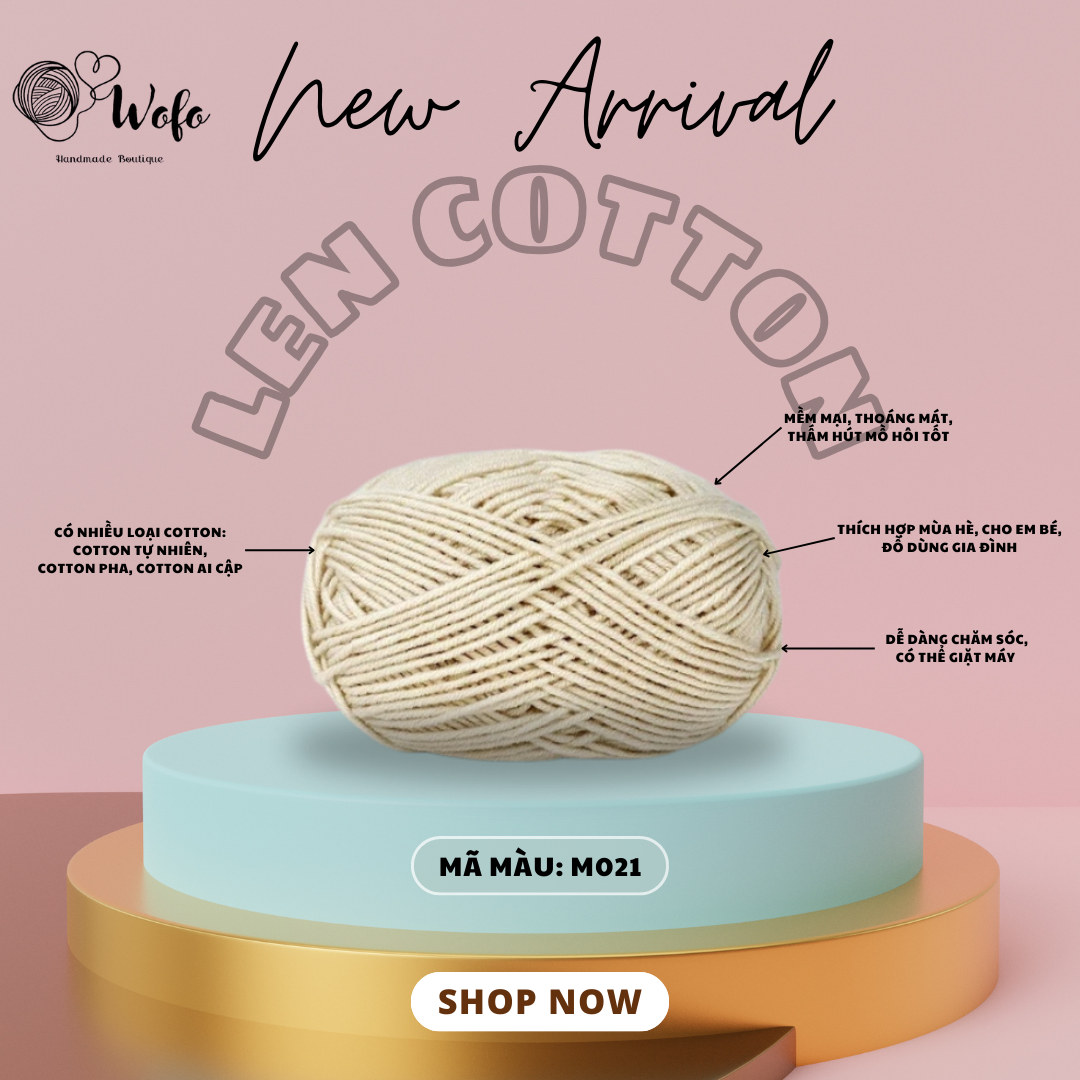 Wofo
Handmade Boutique
New Arrival
LEN COTTON
MỀM MẠI, THOÁNG MÁT,
THẤM HÚT MỒ HÔI TỐT
CÓ NHIỀU LOẠI COTTON:
COTTON TỰ NHIÊN,
COTTON PHA, COTTON AI CẬP
THÍCH HỢP MÙA HÈ, CHO EM BÉ,
ĐỒ DÙNG GIA ĐÌNH
DỄ DÀNG CHĂM SÓC,
CÓ THỂ GIẶT MÁY
MÃ MÀU: M021
SHOP NOW